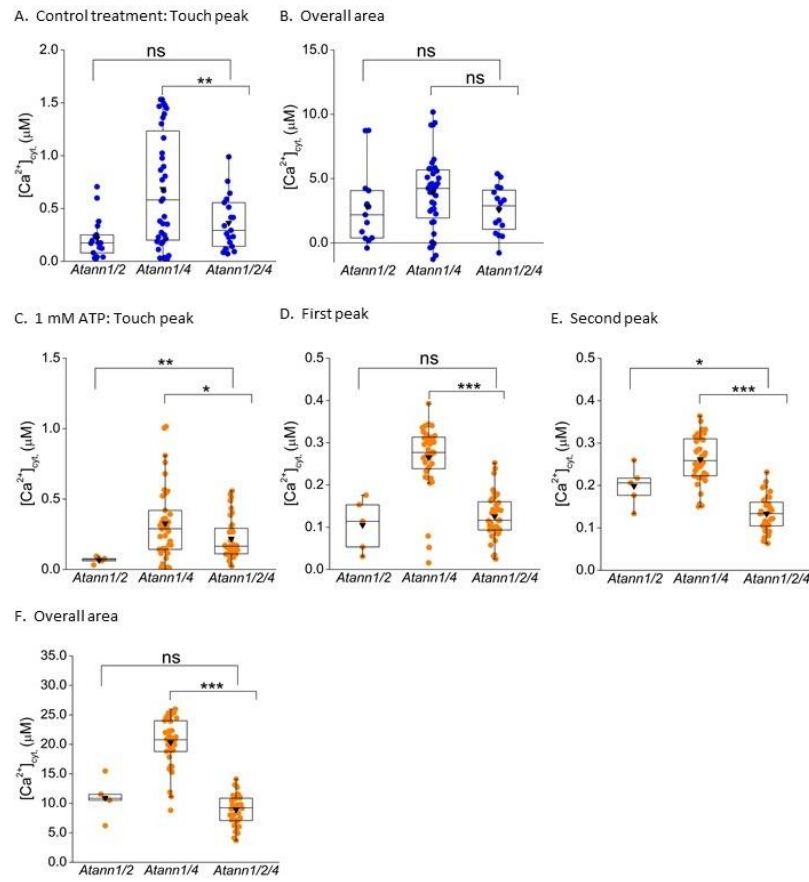 A. Control treatment: Touch peak
B. Overall area
2.0
1.5
1.0
0.5
0.0
[Ca²⁺]cyt. (μM)
ns
**
Atann1/2 Atann1/4 Atann1/2/4
15.0
10.0
5.0
0.0
[Ca²⁺]cyt. (μM)
ns
ns
Atann1/2 Atann1/4 Atann1/2/4
C. 1 mM ATP: Touch peak
D. First peak
E. Second peak
1.5
1.0
0.5
0.0
[Ca²⁺]cyt. (μM)
**
*
Atann1/2 Atann1/4 Atann1/2/4
0.5
0.4
0.3
0.2
0.1
0.0
[Ca²⁺]cyt. (μM)
ns
***
Atann1/2 Atann1/4 Atann1/2/4
0.5
0.4
0.3
0.2
0.1
0.0
[Ca²⁺]cyt. (μM)
*
***
Atann1/2 Atann1/4 Atann1/2/4
F. Overall area
35.0
30.0
25.0
20.0
15.0
10.0
5.0
0.0
[Ca²⁺]cyt. (μM)
ns
***
Atann1/2 Atann1/4 Atann1/2/4